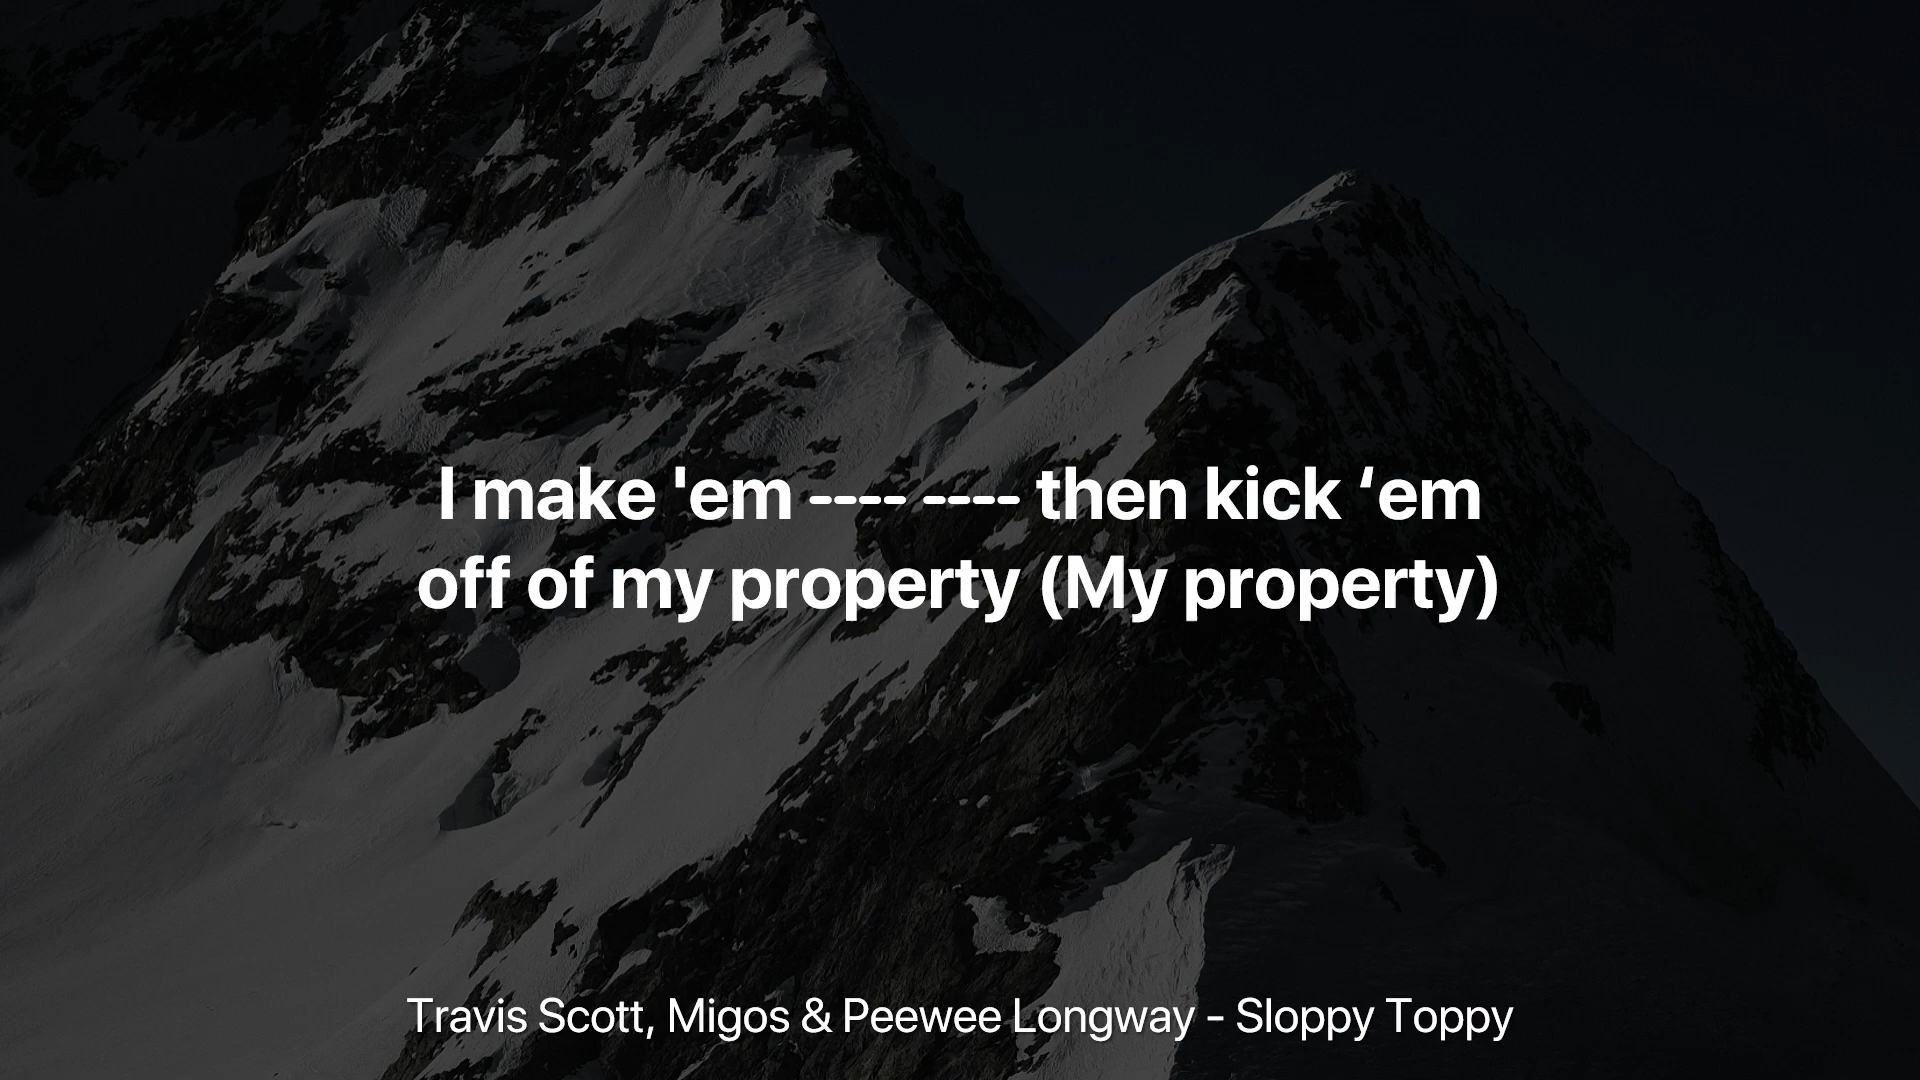 I make 'em ---- ---- then kick ‘em
off of my property (My property)
Travis Scott, Migos & Peewee Longway - Sloppy Toppy